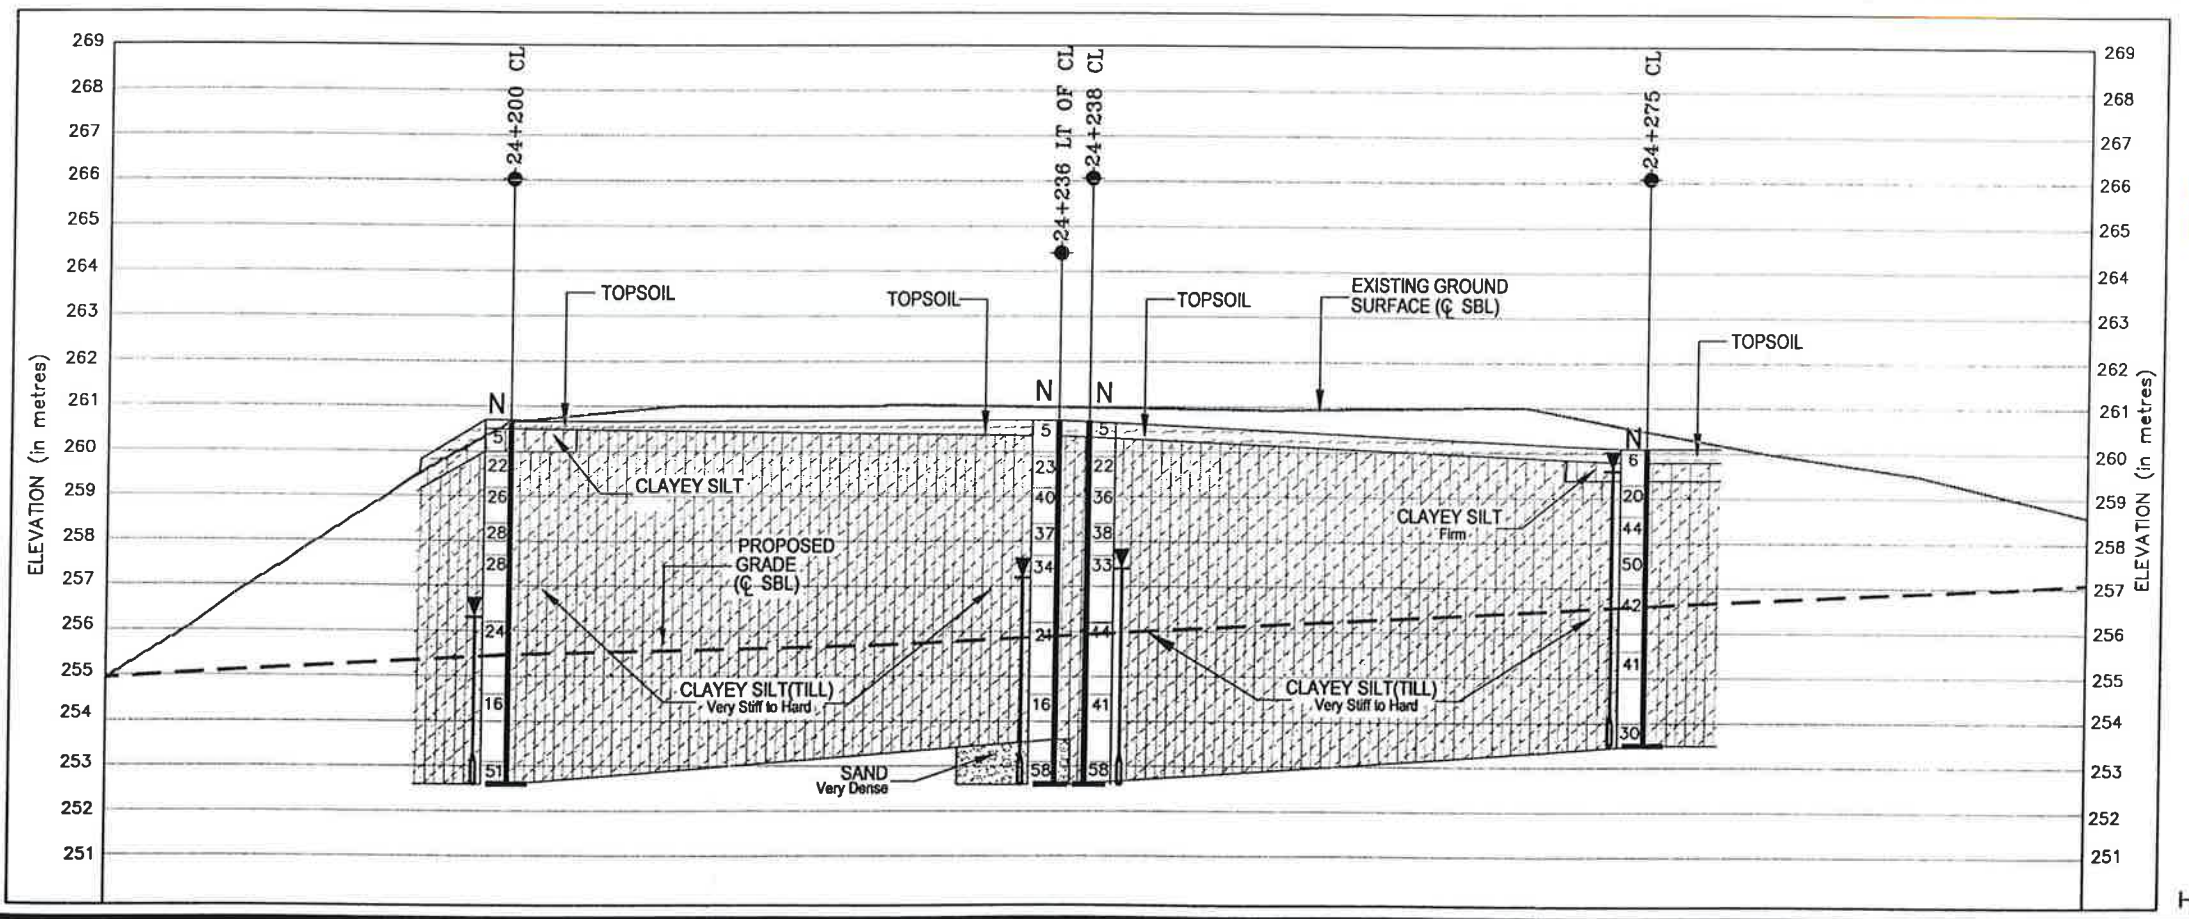 24+200 CL
24+236 LT OF CL
24+238 CL
24+275 CL
ELEVATION (in metres)
269
268
267
266
265
264
263
262
261
260
259
258
257
256
255
254
253
252
251
TOPSOIL
TOPSOIL
TOPSOIL
EXISTING GROUND
SURFACE (℄ SBL)
TOPSOIL
N
5
22
26
28
28
24
16
51
CLAYEY SILT
PROPOSED
GRADE
(℄ SBL)
CLAYEY SILT(TILL)
Very Stiff to Hard
SAND
Very Dense
N
5
23
40
37
34
24
16
58
N
5
22
36
38
33
44
41
58
CLAYEY SILT
Firm
CLAYEY SILT(TILL)
Very Stiff to Hard
N
6
20
44
50
42
41
30
269
268
267
266
265
264
263
262
261
260
259
258
257
256
255
254
253
252
251
ELEVATION (in metres)